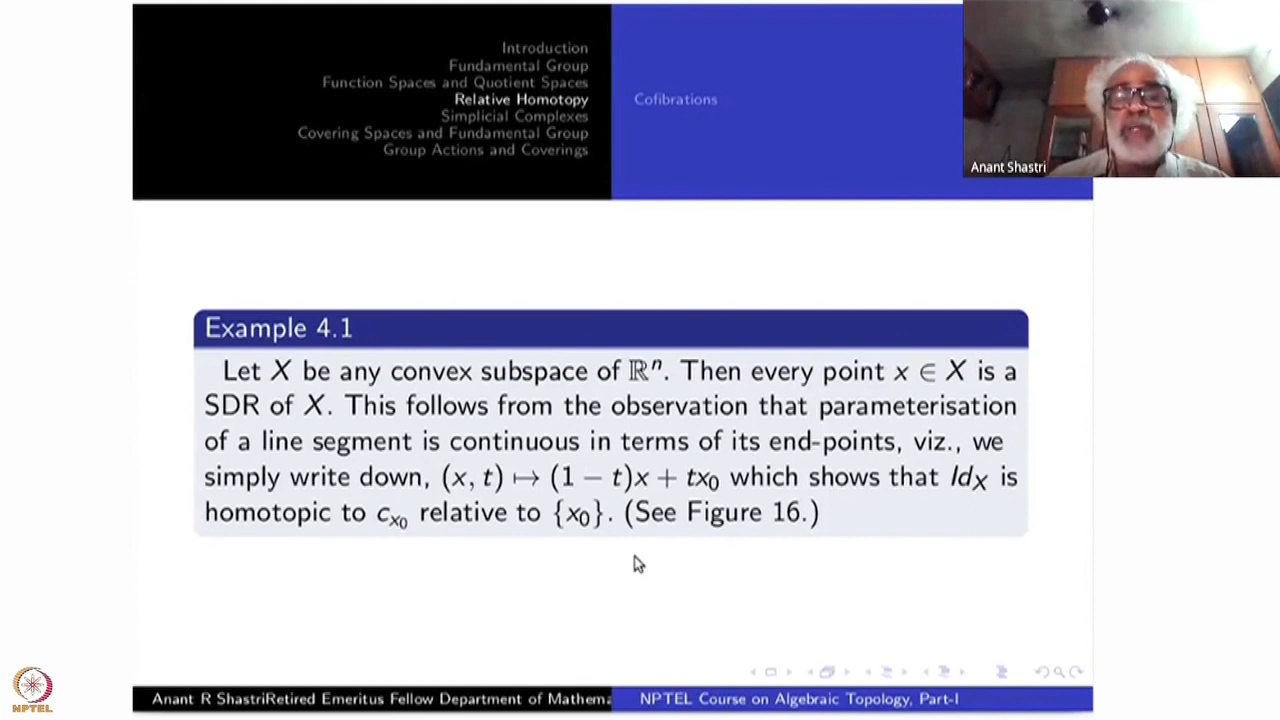 Introduction
Fundamental Group
Function Spaces and Quotient Spaces
Relative Homotopy
Simplicial Complexes
Covering Spaces and Fundamental Group
Group Actions and Coverings
Cofibrations
Anant Shastri
Example 4.1
Let X be any convex subspace of ℝⁿ. Then every point x ∈ X is a
SDR of X. This follows from the observation that parameterisation
of a line segment is continuous in terms of its end-points, viz., we
simply write down, (x, t) ↦ (1 − t)x + tx₀ which shows that Id_X is
homotopic to c_{x₀} relative to {x₀}. (See Figure 16.)
NPTEL
Anant R ShastriRetired Emeritus Fellow Department of Mathema
NPTEL Course on Algebraic Topology, Part-I